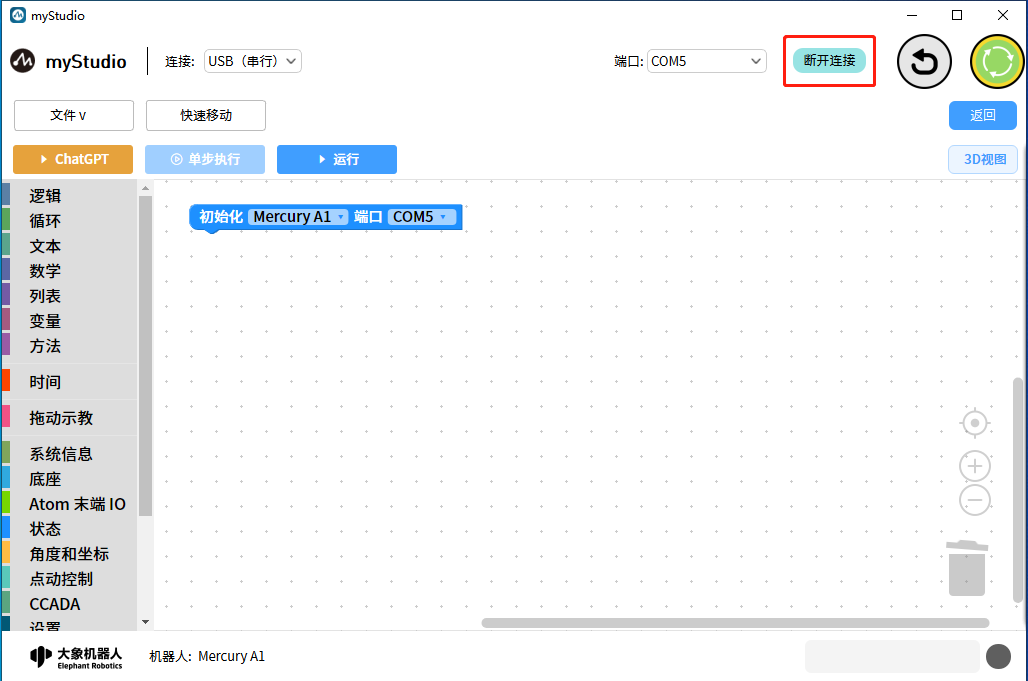 myStudio
myStudio 连接: USB（串行） 端口: COM5 断开连接
文件 v 快速移动 返回
ChatGPT 单步执行 运行 3D视图
初始化 Mercury A1 端口 COM5
逻辑
循环
文本
数学
列表
变量
方法
时间
拖动示教
系统信息
底座
Atom 末端 IO
状态
角度和坐标
点动控制
CCADA
设置
大象机器人
Elephant Robotics
机器人: Mercury A1